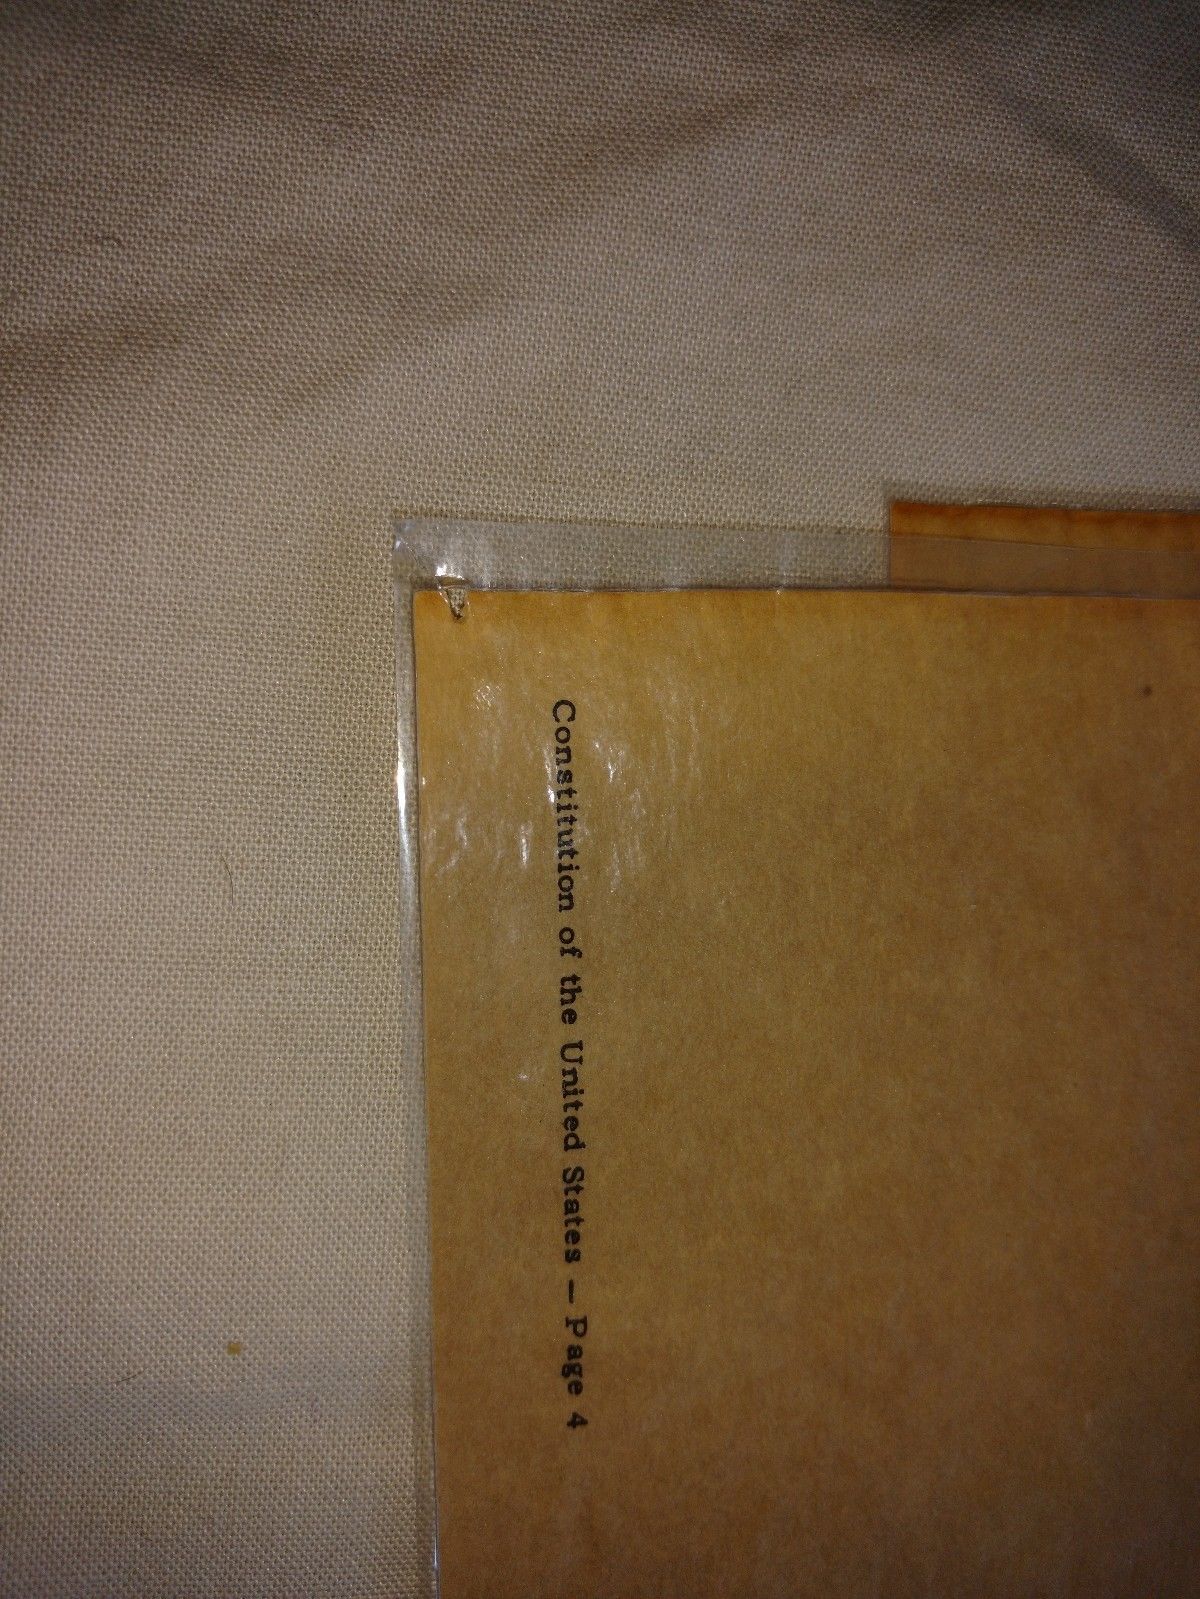 Constitution of the United States — Page 4